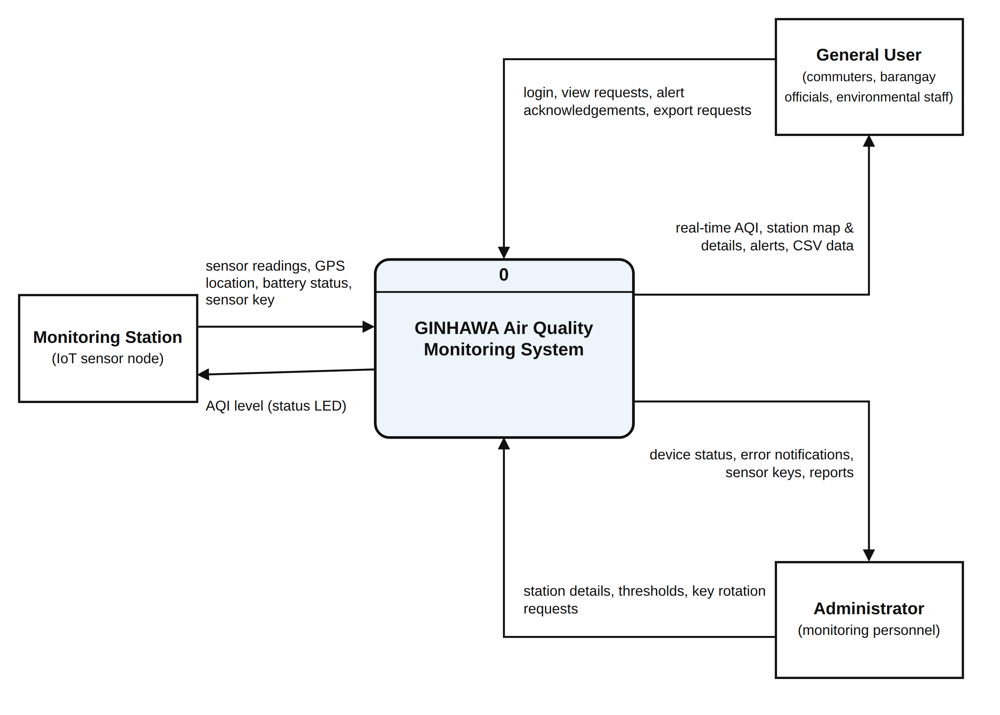 General User
(commuters, barangay
officials, environmental staff)
login, view requests, alert
acknowledgements, export requests
real-time AQI, station map &
details, alerts, CSV data
sensor readings, GPS
location, battery status,
sensor key
0
GINHAWA Air Quality
Monitoring System
Monitoring Station
(IoT sensor node)
AQI level (status LED)
device status, error notifications,
sensor keys, reports
station details, thresholds, key rotation
requests
Administrator
(monitoring personnel)